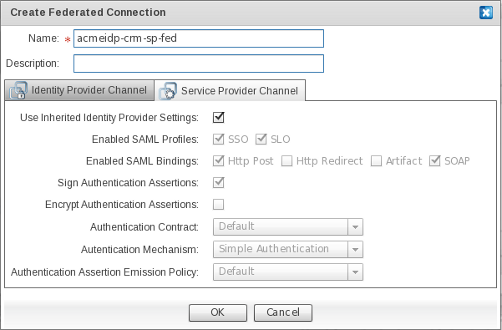 Create Federated Connection
Name: * acmeidp-crm-sp-fed
Description:
Identity Provider Channel Service Provider Channel
Use Inherited Identity Provider Settings:
Enabled SAML Profiles: SSO SLO
Enabled SAML Bindings: Http Post Http Redirect Artifact SOAP
Sign Authentication Assertions:
Encrypt Authentication Assertions:
Authentication Contract: Default
Autentication Mechanism: Simple Authentication
Authentication Assertion Emission Policy: Default
OK Cancel